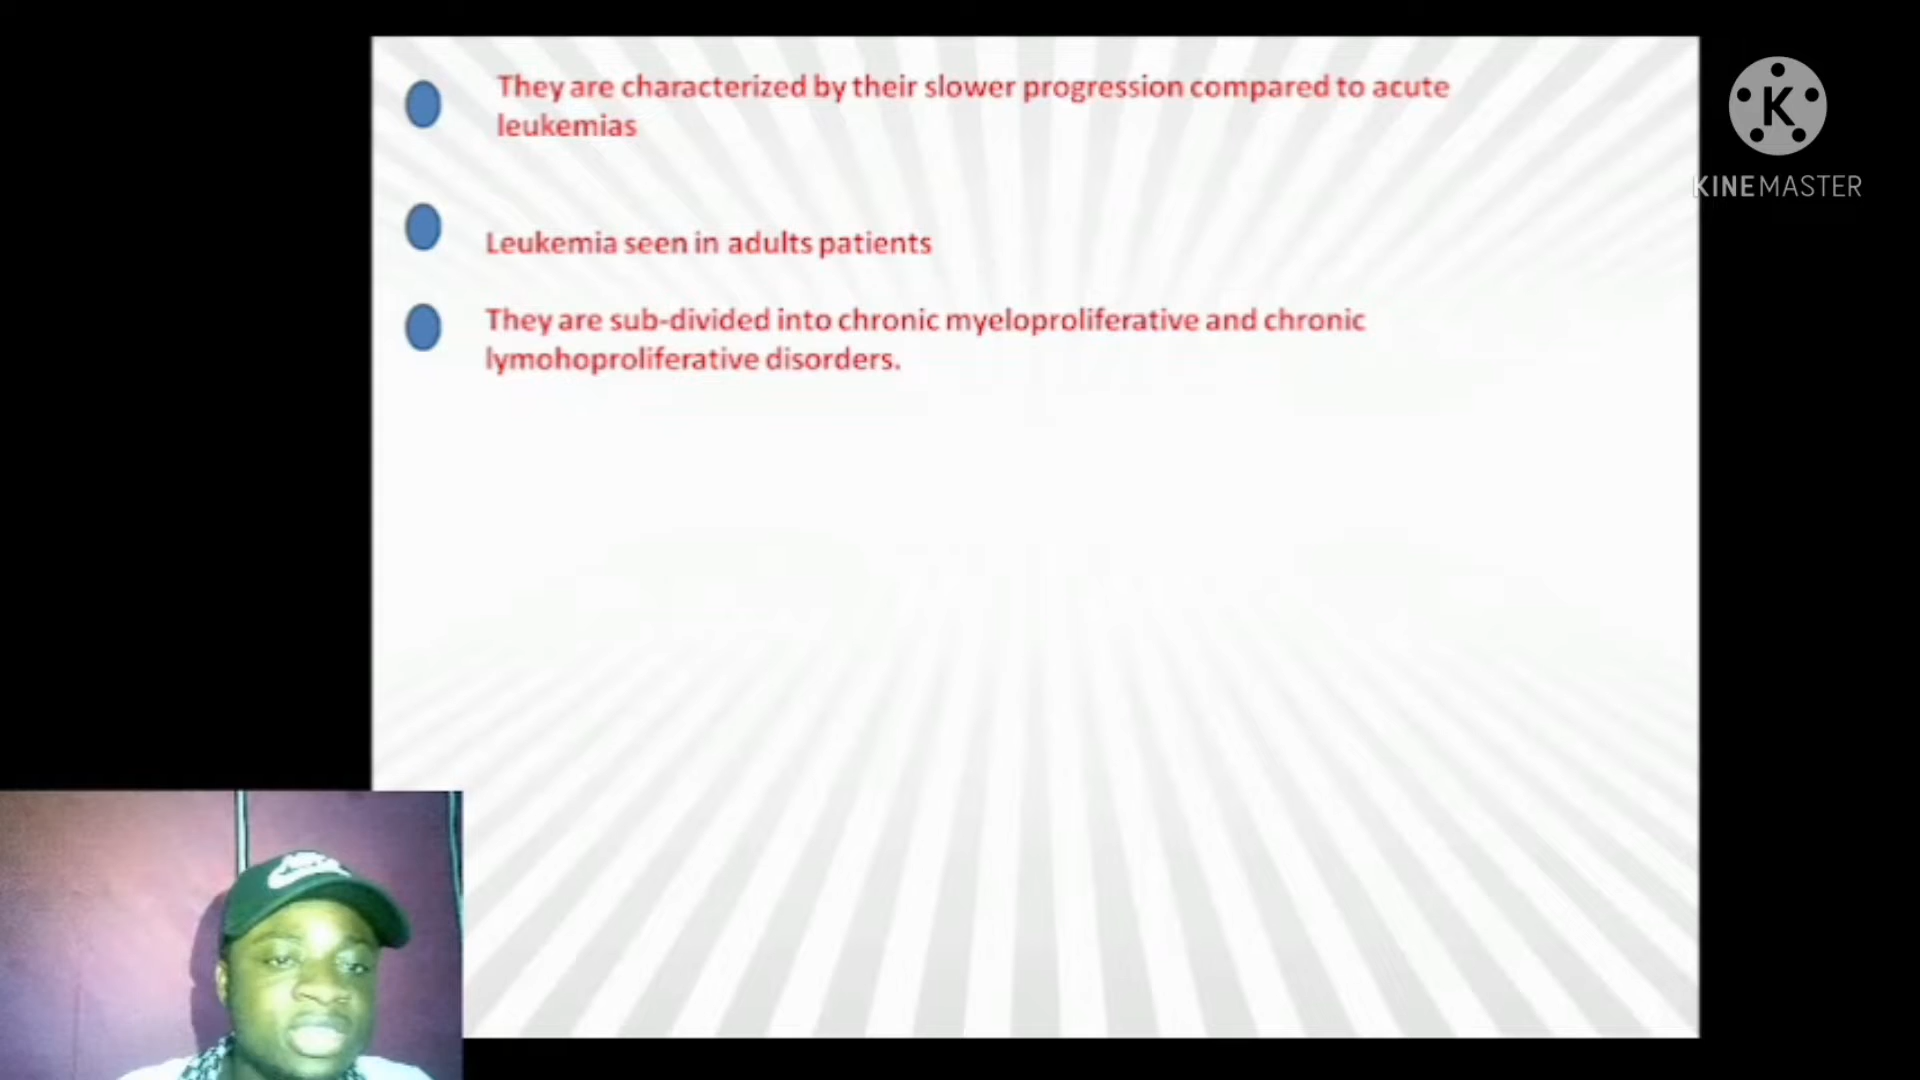 They are characterized by their slower progression compared to acute
leukemias
Leukemia seen in adults patients
They are sub-divided into chronic myeloproliferative and chronic
lymohoproliferative disorders.
K
KINEMASTER